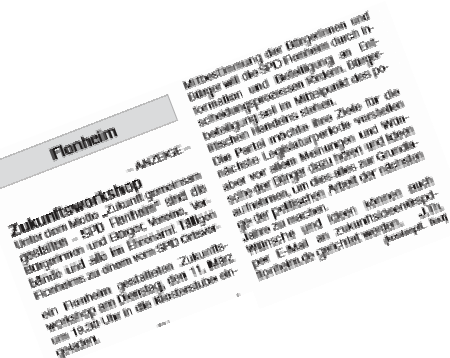 Flonheim
– ANZEIGE –
Zukunftsworkshop
Unter dem Motto „Zukunft gemeinsam
gestalten – SPD Flonheim“ sind die
Bürgerinnen und Bürger, Vereine, Ver-
bände und alle im Ehrenamt Tätigen
Flonheims zu einem vom SPD Ortsver-
ein Flonheim gestalteten Zukunfts-
workshop am Dienstag, den 11. März,
um 19:30 Uhr in die Klosterstube ein-
geladen.
Mitbestimmung der Bürgerinnen und
Bürger will die SPD Flonheim durch In-
formation und Beteiligung an Ent-
scheidungsprozessen fördern. Bürger-
beteiligung soll im Mittelpunkt des po-
litischen Handelns stehen.
Die Partei möchte ihre Ziele für die
nächste Legislaturperiode vorstellen
aber vor allem Meinungen und Wün-
sche der Bürger dazu hören und Ideen
aufnehmen, um dies alles zur Grundla-
ge der politischen Arbeit der nächsten
Jahre zu machen.
Wünsche und Ideen können auch
per E-Mail an
gerichtet werden.